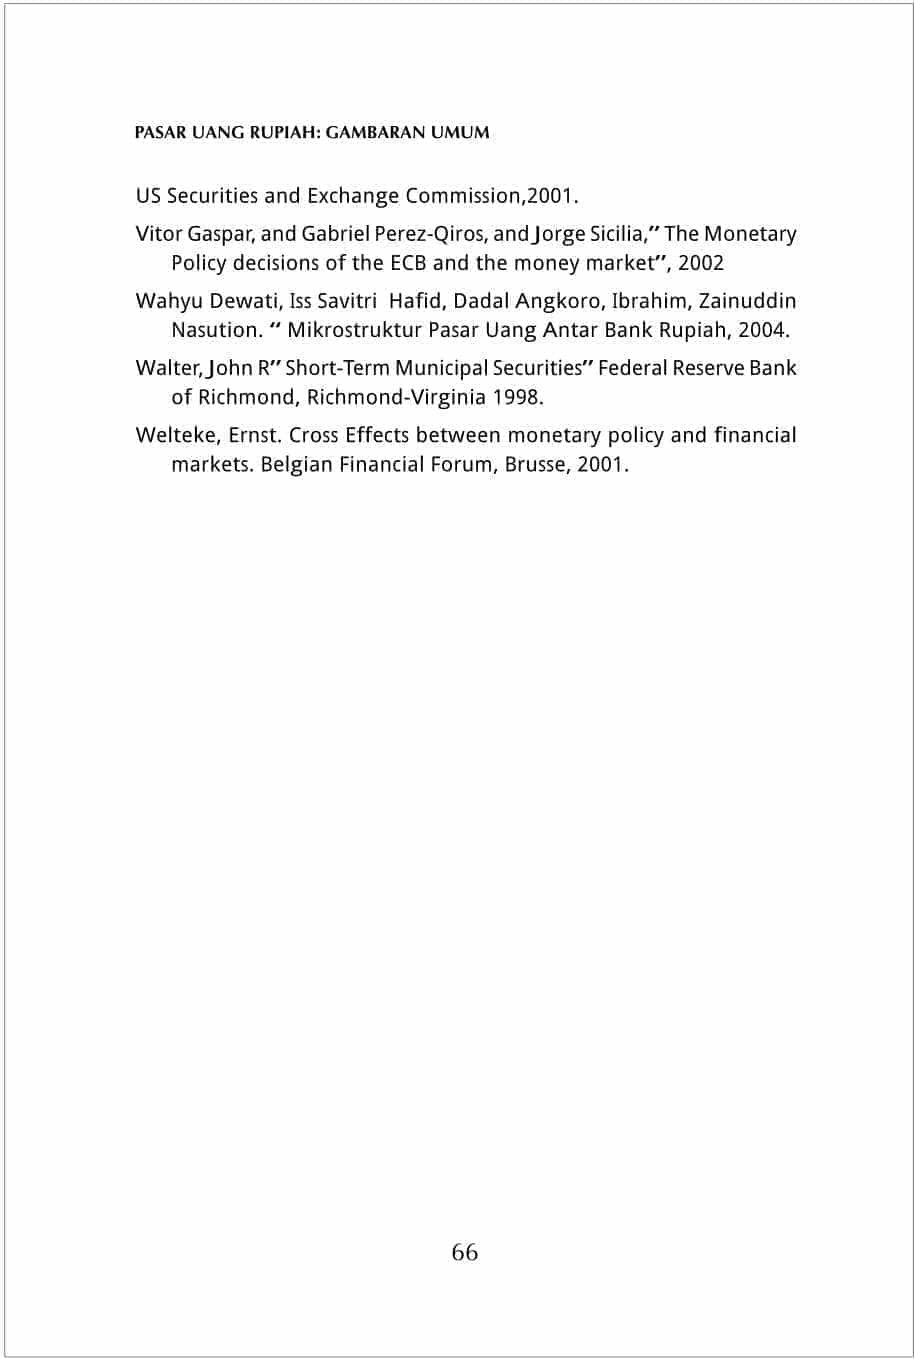 PASAR UANG RUPIAH: GAMBARAN UMUM
US Securities and Exchange Commission,2001.
Vitor Gaspar, and Gabriel Perez-Qiros, and Jorge Sicilia,” The Monetary
Policy decisions of the ECB and the money market”, 2002
Wahyu Dewati, Iss Savitri  Hafid, Dadal Angkoro, Ibrahim, Zainuddin
Nasution. “ Mikrostruktur Pasar Uang Antar Bank Rupiah, 2004.
Walter, John R” Short-Term Municipal Securities” Federal Reserve Bank
of Richmond, Richmond-Virginia 1998.
Welteke, Ernst. Cross Effects between monetary policy and financial
markets. Belgian Financial Forum, Brusse, 2001.
66